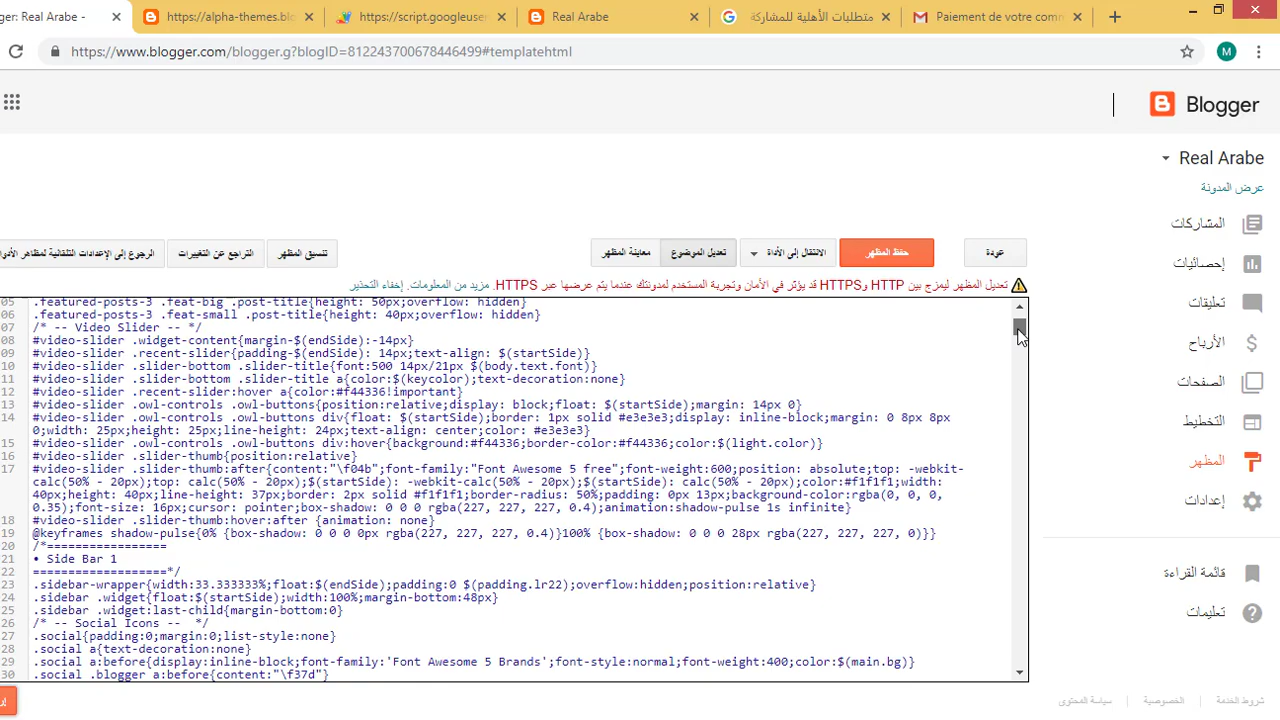 ger: Real Arabe
https://alpha-themes.blo
https://script.googleuser
Real Arabe
متطلبات الأهلية للمشاركة
Paiement de votre com
https://www.blogger.com/blogger.g?blogID=812243700678446499#templatehtml
M
Blogger
Real Arabe
عرض المدونة
المشاركات
إحصائيات
تعليقات
الأرباح
الصفحات
التخطيط
المظهر
إعدادات
قائمة القراءة
تعليمات
عودة
حفظ المظهر
الانتقال إلى الأداة
تعديل الموضوع
معاينة المظهر
تنسيق المظهر
التراجع عن التغييرات
الرجوع إلى الإعدادات التلقائية لمظاهر الأدو
تعديل المظهر ليمزج بين HTTP وHTTPS قد يؤثر في الأمان وتجربة المستخدم لمدونتك عندما يتم عرضها عبر HTTPS. مزيد من المعلومات. إخفاء التحذير
05 .featured-posts-3 .feat-big .post-title{height: 50px;overflow: hidden}
06 .featured-posts-3 .feat-small .post-title{height: 40px;overflow: hidden}
07 /* -- Video Slider -- */
08 #video-slider .widget-content{margin-$(endSide):-14px}
09 #video-slider .recent-slider{padding-$(endSide): 14px;text-align: $(startSide)}
10 #video-slider .slider-bottom .slider-title{font:500 14px/21px $(body.text.font)}
11 #video-slider .slider-bottom .slider-title a{color:$(keycolor);text-decoration:none}
12 #video-slider .recent-slider:hover a{color:#f44336!important}
13 #video-slider .owl-controls .owl-buttons{position:relative;display: block;float: $(startSide);margin: 14px 0}
14 #video-slider .owl-controls .owl-buttons div{float: $(startSide);border: 1px solid #e3e3e3;display: inline-block;margin: 0 8px 8px
0;width: 25px;height: 25px;line-height: 24px;text-align: center;color: #e3e3e3}
15 #video-slider .owl-controls .owl-buttons div:hover{background:#f44336;border-color:#f44336;color:$(light.color)}
16 #video-slider .slider-thumb{position:relative}
17 #video-slider .slider-thumb:after{content:"\f04b";font-family:"Font Awesome 5 free";font-weight:600;position: absolute;top: -webkit-
calc(50% - 20px);top: calc(50% - 20px);$(startSide): -webkit-calc(50% - 20px);$(startSide): calc(50% - 20px);color:#f1f1f1;width:
40px;height: 40px;line-height: 37px;border: 2px solid #f1f1f1;border-radius: 50%;padding: 0px 13px;background-color:rgba(0, 0, 0,
0.35);font-size: 16px;cursor: pointer;box-shadow: 0 0 0 rgba(227, 227, 227, 0.4);animation:shadow-pulse 1s infinite}
18 #video-slider .slider-thumb:hover:after {animation: none}
19 @keyframes shadow-pulse{0% {box-shadow: 0 0 0 0px rgba(227, 227, 227, 0.4)}100% {box-shadow: 0 0 0 28px rgba(227, 227, 227, 0)}}
20 /*=================
21 • Side Bar 1
22 ==================*/
23 .sidebar-wrapper{width:33.333333%;float:$(endSide);padding:0 $(padding.lr22);overflow:hidden;position:relative}
24 .sidebar .widget{float:$(startSide);width:100%;margin-bottom:48px}
25 .sidebar .widget:last-child{margin-bottom:0}
26 /* -- Social Icons -- */
27 .social{padding:0;margin:0;list-style:none}
28 .social a{text-decoration:none}
29 .social a:before{display:inline-block;font-family:'Font Awesome 5 Brands';font-style:normal;font-weight:400;color:$(main.bg)}
30 .social .blogger a:before{content:"\f37d"}
شروط الخدمة
الخصوصية
سياسة المحتوى